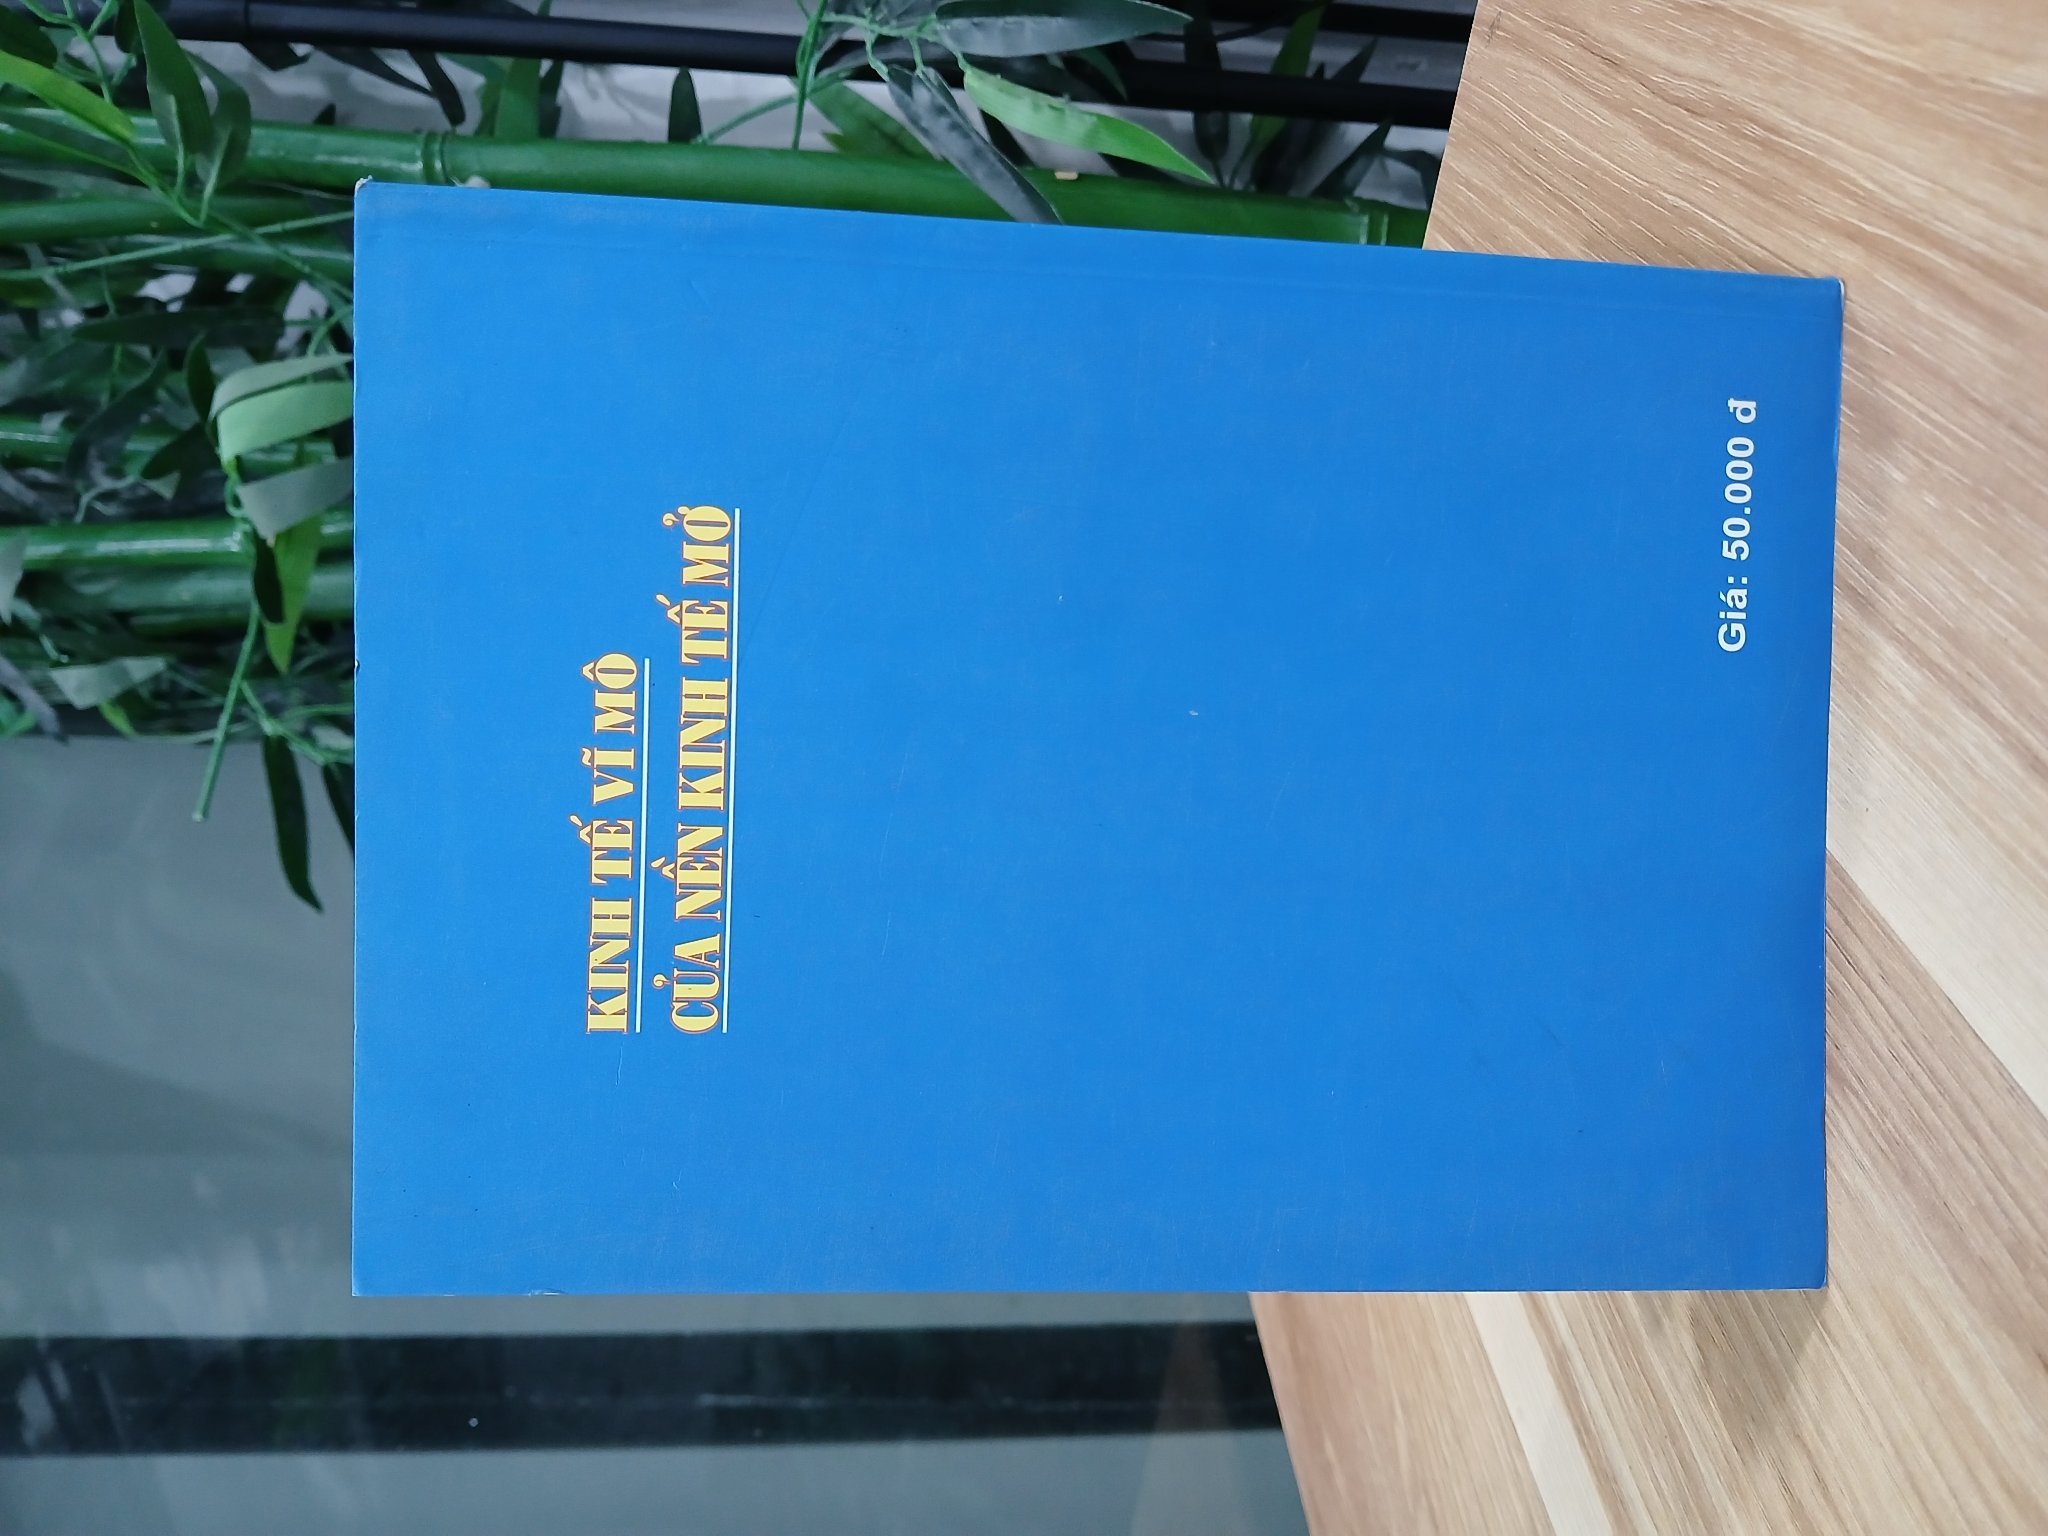 KINH TẾ VĨ MÔ
CỦA NỀN KINH TẾ MỞ
Giá: 50.000 đ